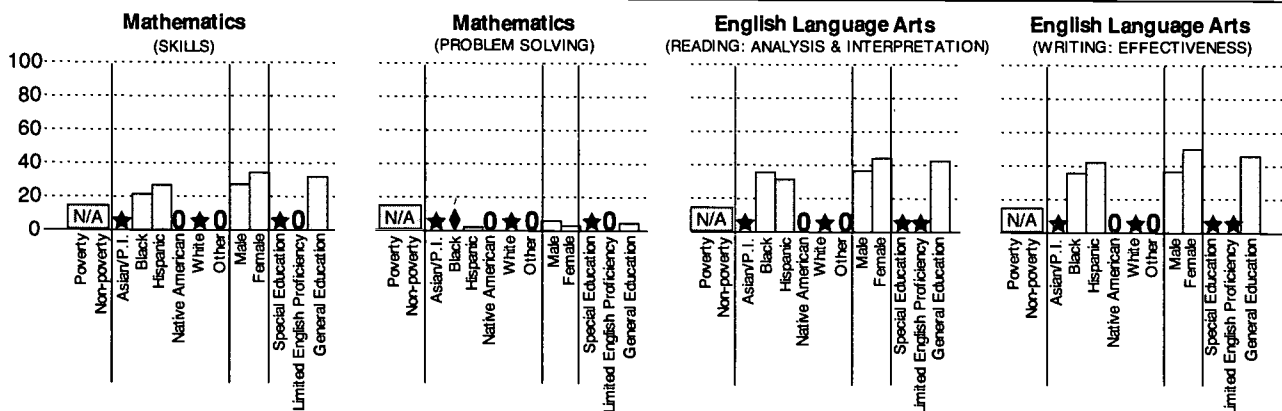 Mathematics
(SKILLS)
100
80
60
40
20
0
N/A
★
0
★
0
★
0
Poverty
Non-poverty
Asian/P.I.
Black
Hispanic
Native American
White
Other
Male
Female
Special Education
Limited English Proficiency
General Education
Mathematics
(PROBLEM SOLVING)
N/A
★
♦
0
★
0
★
0
Poverty
Non-poverty
Asian/P.I.
Black
Hispanic
Native American
White
Other
Male
Female
Special Education
Limited English Proficiency
General Education
English Language Arts
(READING: ANALYSIS & INTERPRETATION)
N/A
★
0
★
0
★
★
Poverty
Non-poverty
Asian/P.I.
Black
Hispanic
Native American
White
Other
Male
Female
Special Education
Limited English Proficiency
General Education
English Language Arts
(WRITING: EFFECTIVENESS)
N/A
★
0
★
0
★
★
Poverty
Non-poverty
Asian/P.I.
Black
Hispanic
Native American
White
Other
Male
Female
Special Education
Limited English Proficiency
General Education